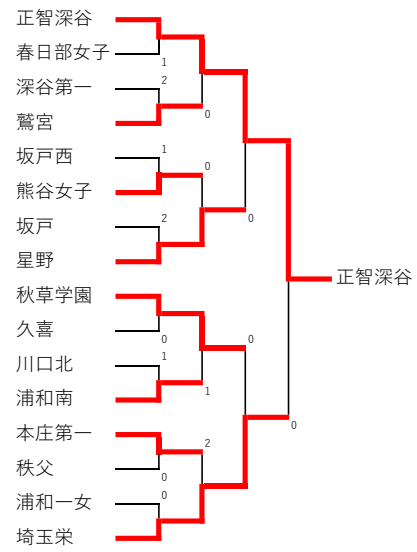 正智深谷
春日部女子
1
深谷第一
2
鷲宮
0
坂戸西
1
0
熊谷女子
坂戸
2
0
星野
正智深谷
秋草学園
久喜
0
0
川口北
1
浦和南
1
本庄第一
0
2
秩父
0
浦和一女
0
埼玉栄